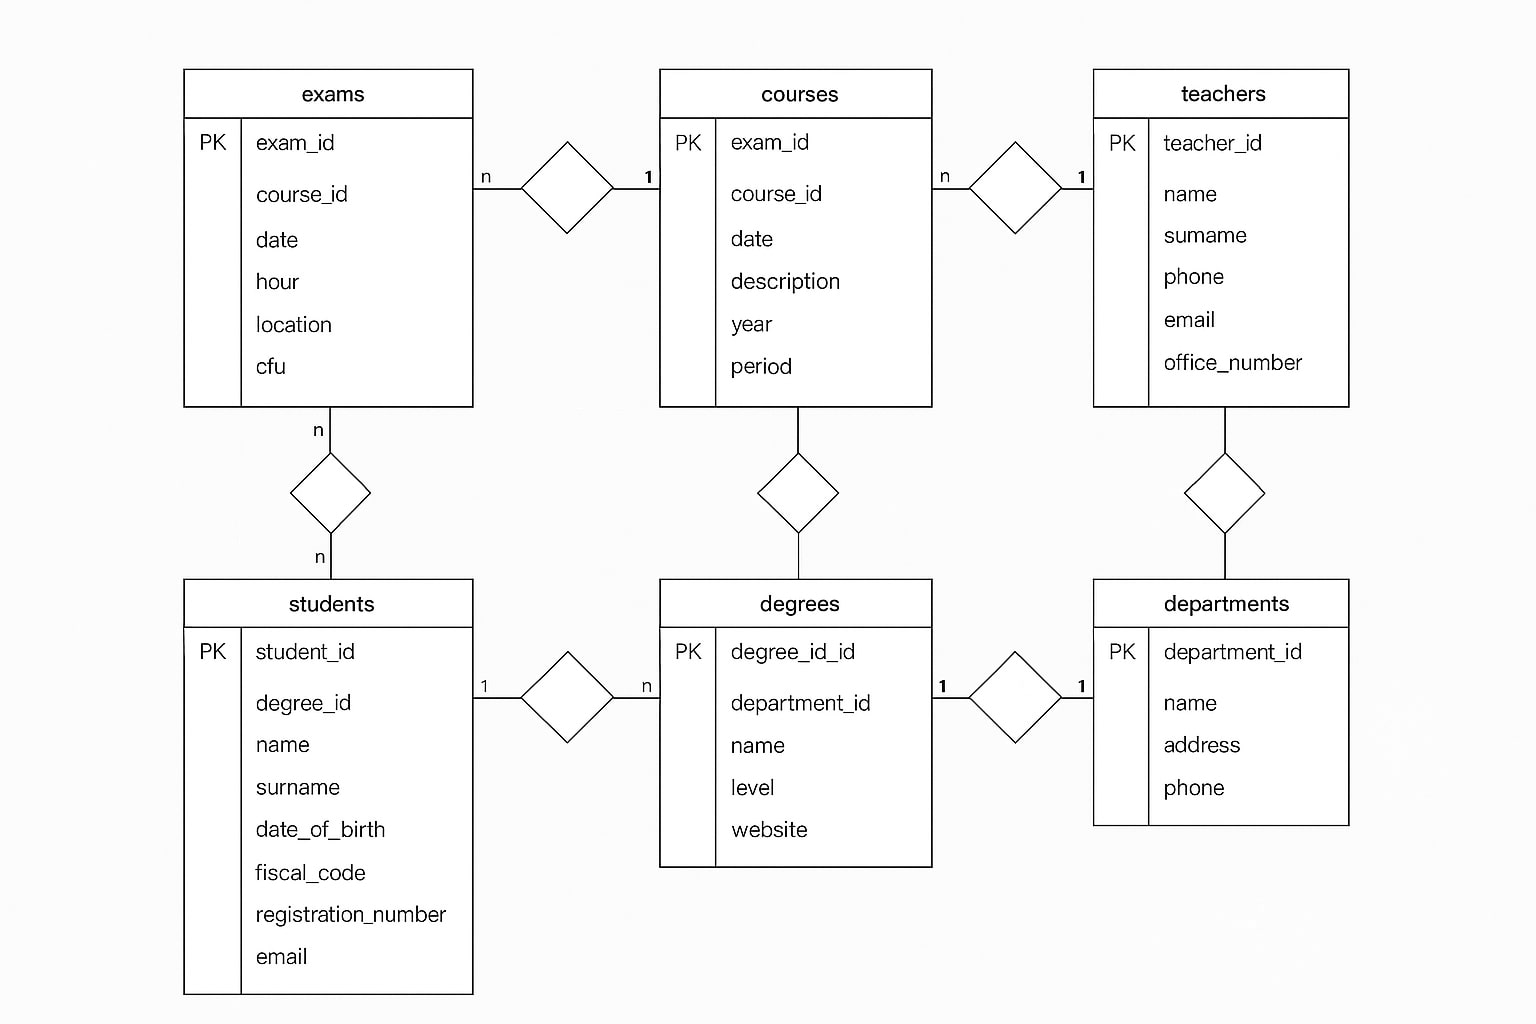 exams
PK exam_id
course_id
date
hour
location
cfu
n
1
courses
PK exam_id
course_id
date
description
year
period
n
1
teachers
PK teacher_id
name
sumame
phone
email
office_number
n
n
students
PK student_id
degree_id
name
surname
date_of_birth
fiscal_code
registration_number
email
1
n
degrees
PK degree_id_id
department_id
name
level
website
1
1
departments
PK department_id
name
address
phone